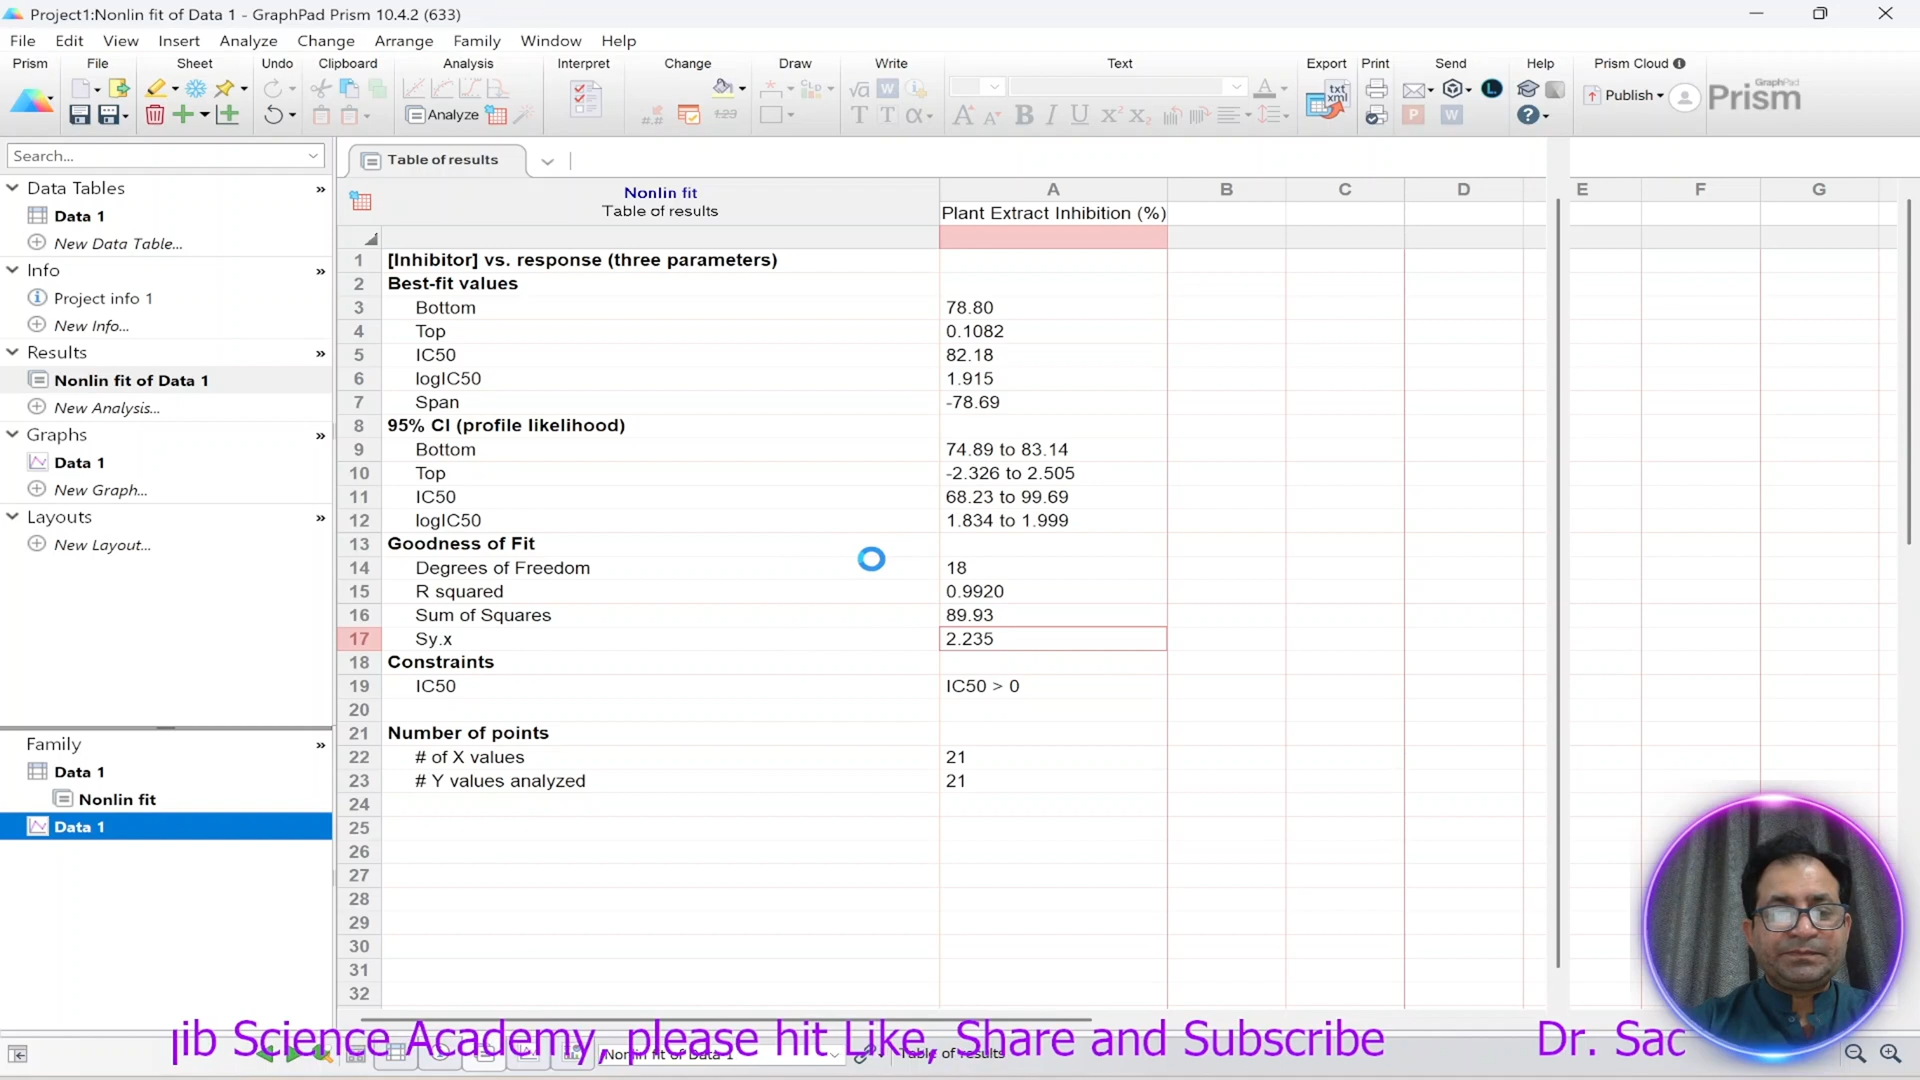 Project1:Nonlin fit of Data 1 - GraphPad Prism 10.4.2 (633)
File Edit View Insert Analyze Change Arrange Family Window Help
Prism File Sheet Undo Clipboard Analysis Interpret Change Draw Write Text Export Print Send Help Prism Cloud
Analyze
Publish
GraphPad
Prism
Search...
Data Tables
Data 1
New Data Table...
Info
Project info 1
New Info...
Results
Nonlin fit of Data 1
New Analysis...
Graphs
Data 1
New Graph...
Layouts
New Layout...
Family
Data 1
Nonlin fit
Data 1
Table of results
Nonlin fit A B C D E F G
Table of results Plant Extract Inhibition (%)
1 [Inhibitor] vs. response (three parameters)
2 Best-fit values
3 Bottom 78.80
4 Top 0.1082
5 IC50 82.18
6 logIC50 1.915
7 Span -78.69
8 95% CI (profile likelihood)
9 Bottom 74.89 to 83.14
10 Top -2.326 to 2.505
11 IC50 68.23 to 99.69
12 logIC50 1.834 to 1.999
13 Goodness of Fit
14 Degrees of Freedom 18
15 R squared 0.9920
16 Sum of Squares 89.93
17 Sy.x 2.235
18 Constraints
19 IC50 IC50 > 0
20
21 Number of points
22 # of X values 21
23 # Y values analyzed 21
24
25
26
27
28
29
30
31
32
jib Science Academy, please hit Like, Share and Subscribe Dr. Sac
Nonlin fit of Data 1 Table of results